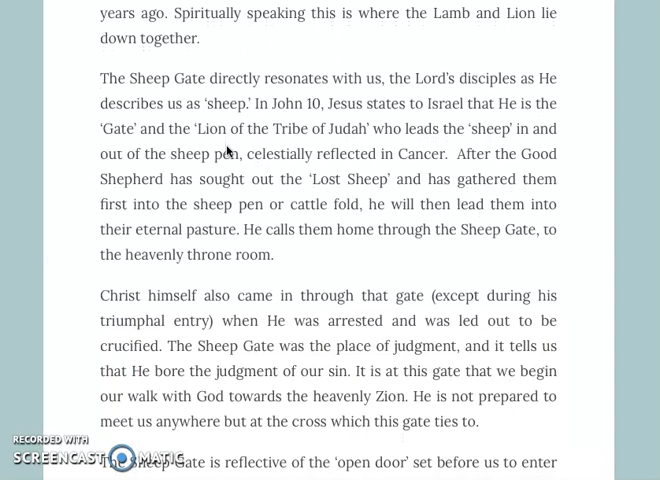 years ago. Spiritually speaking this is where the Lamb and Lion lie
down together.
The Sheep Gate directly resonates with us, the Lord's disciples as He
describes us as 'sheep.' In John 10, Jesus states to Israel that He is the
'Gate' and the 'Lion of the Tribe of Judah' who leads the 'sheep' in and
out of the sheep pen, celestially reflected in Cancer. After the Good
Shepherd has sought out the 'Lost Sheep' and has gathered them
first into the sheep pen or cattle fold, he will then lead them into
their eternal pasture. He calls them home through the Sheep Gate, to
the heavenly throne room.
Christ himself also came in through that gate (except during his
triumphal entry) when He was arrested and was led out to be
crucified. The Sheep Gate was the place of judgment, and it tells us
that He bore the judgment of our sin. It is at this gate that we begin
our walk with God towards the heavenly Zion. He is not prepared to
meet us anywhere but at the cross which this gate ties to.
RECORDED WITH
SCREENCAST MATIC
The Sheep Gate is reflective of the 'open door' set before us to enter